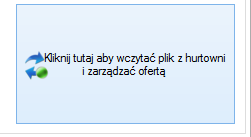 Kliknij tutaj aby wczytać plik z hurtowni
i zarządzać ofertą